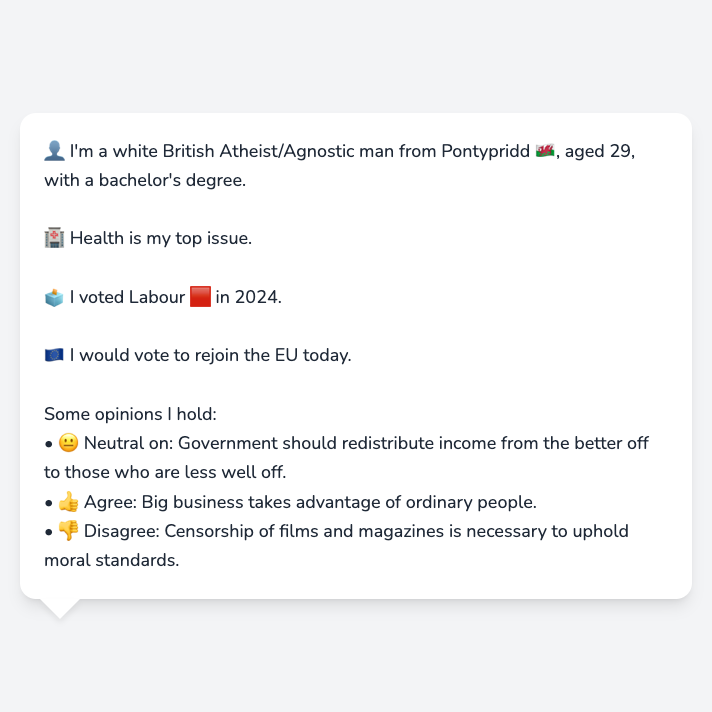 👤 I'm a white British Atheist/Agnostic man from Pontypridd 🏴󠁧󠁢󠁷󠁬󠁳󠁿, aged 29,
with a bachelor's degree.
🏥 Health is my top issue.
🗳️ I voted Labour 🟥 in 2024.
🇪🇺 I would vote to rejoin the EU today.
Some opinions I hold:
• 😐 Neutral on: Government should redistribute income from the better off
to those who are less well off.
• 👍 Agree: Big business takes advantage of ordinary people.
• 👎 Disagree: Censorship of films and magazines is necessary to uphold
moral standards.